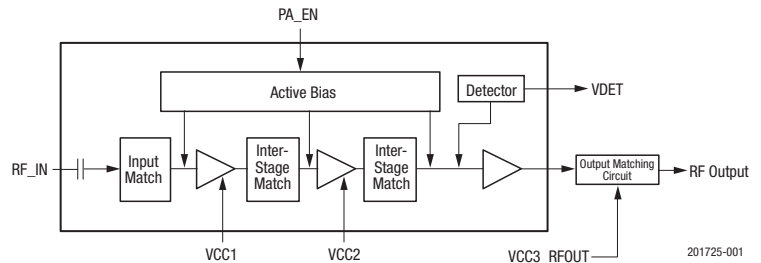 PA_EN
Active Bias
Detector
VDET
RF_IN
Input
Match
Inter-
Stage
Match
Inter-
Stage
Match
Output Matching
Circuit
RF Output
VCC1
VCC2
VCC3 RFOUT
201725-001